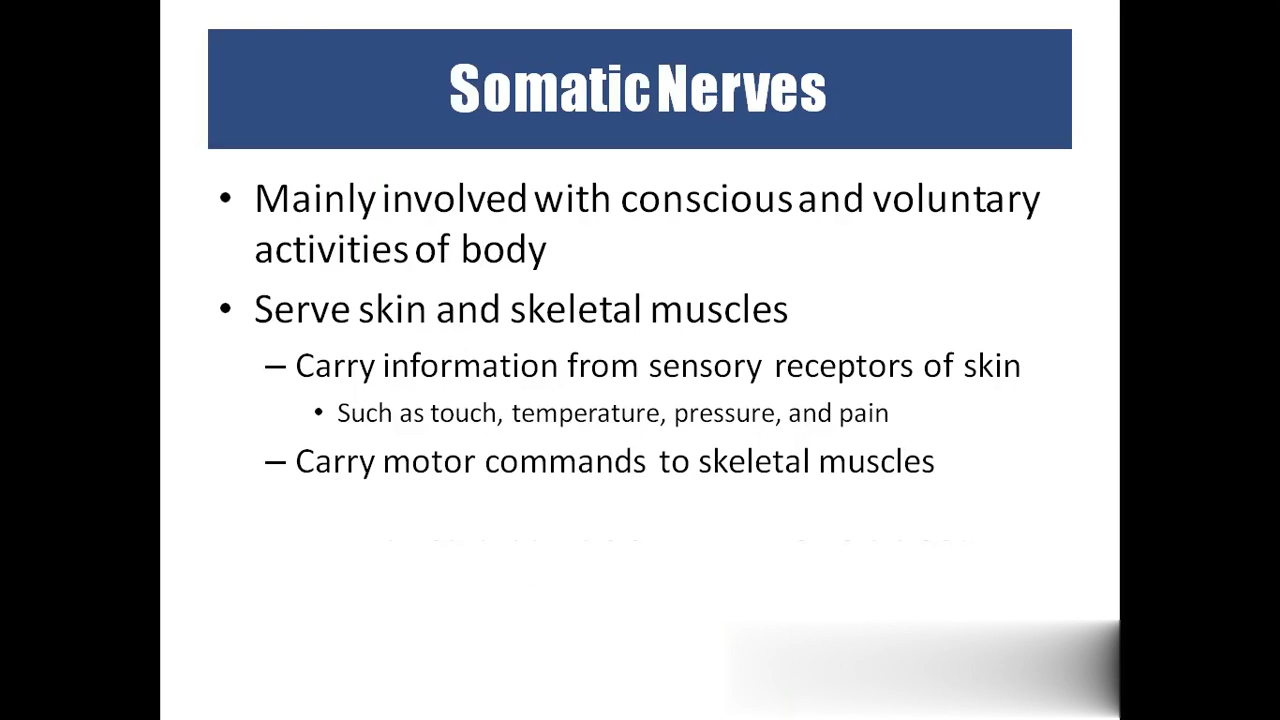 Somatic Nerves
• Mainly involved with conscious and voluntary
activities of body
• Serve skin and skeletal muscles
– Carry information from sensory receptors of skin
• Such as touch, temperature, pressure, and pain
– Carry motor commands to skeletal muscles